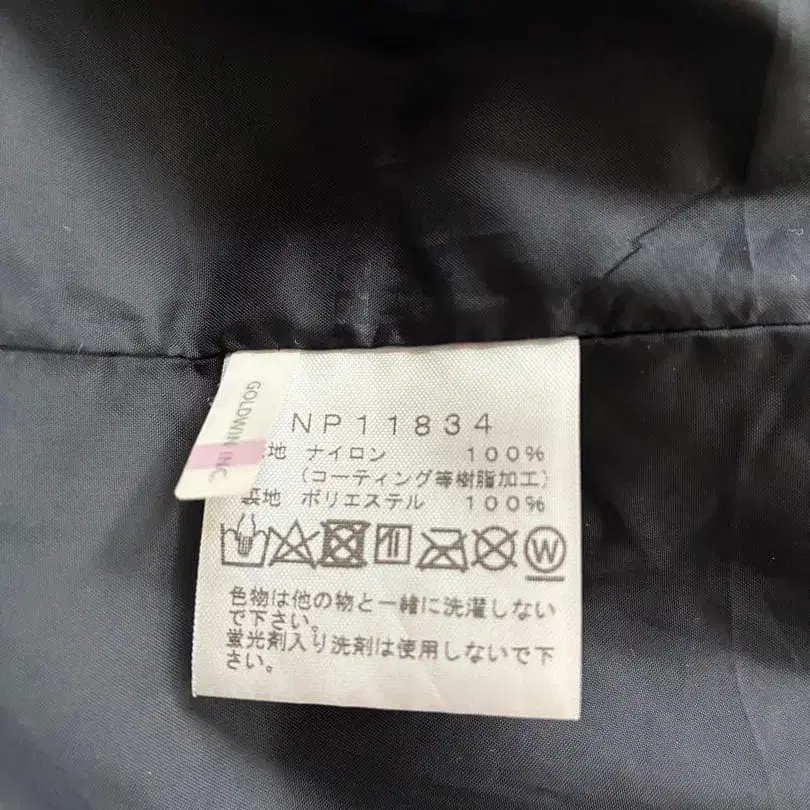 GOLDWIN INC.
NP11834
地 ナイロン 100%
(コーティング等樹脂加工)
裏地 ポリエステル 100%
W
色物は他の物と一緒に洗濯しない
で下さい。
蛍光剤入り洗剤は使用しないで下
さい。